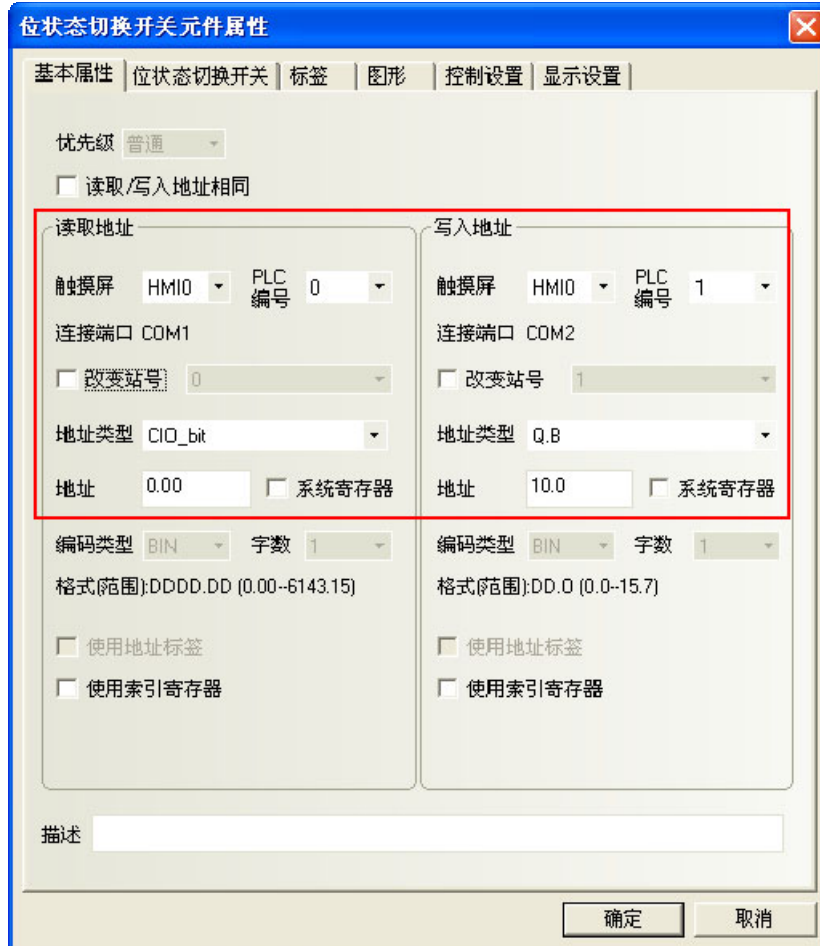 位状态切换开关元件属性
基本属性 位状态切换开关 标签 图形 控制设置 显示设置
优先级 普通
读取/写入地址相同
读取地址
触摸屏 HMI0 PLC编号 0
连接端口 COM1
改变站号 0
地址类型 CIO_bit
地址 0.00 系统寄存器
编码类型 BIN 字数 1
格式(范围):DDDD.DD (0.00--6143.15)
使用地址标签
使用索引寄存器
写入地址
触摸屏 HMI0 PLC编号 1
连接端口 COM2
改变站号 1
地址类型 Q.B
地址 10.0 系统寄存器
编码类型 BIN 字数 1
格式(范围):DD.O (0.0--15.7)
使用地址标签
使用索引寄存器
描述
确定 取消